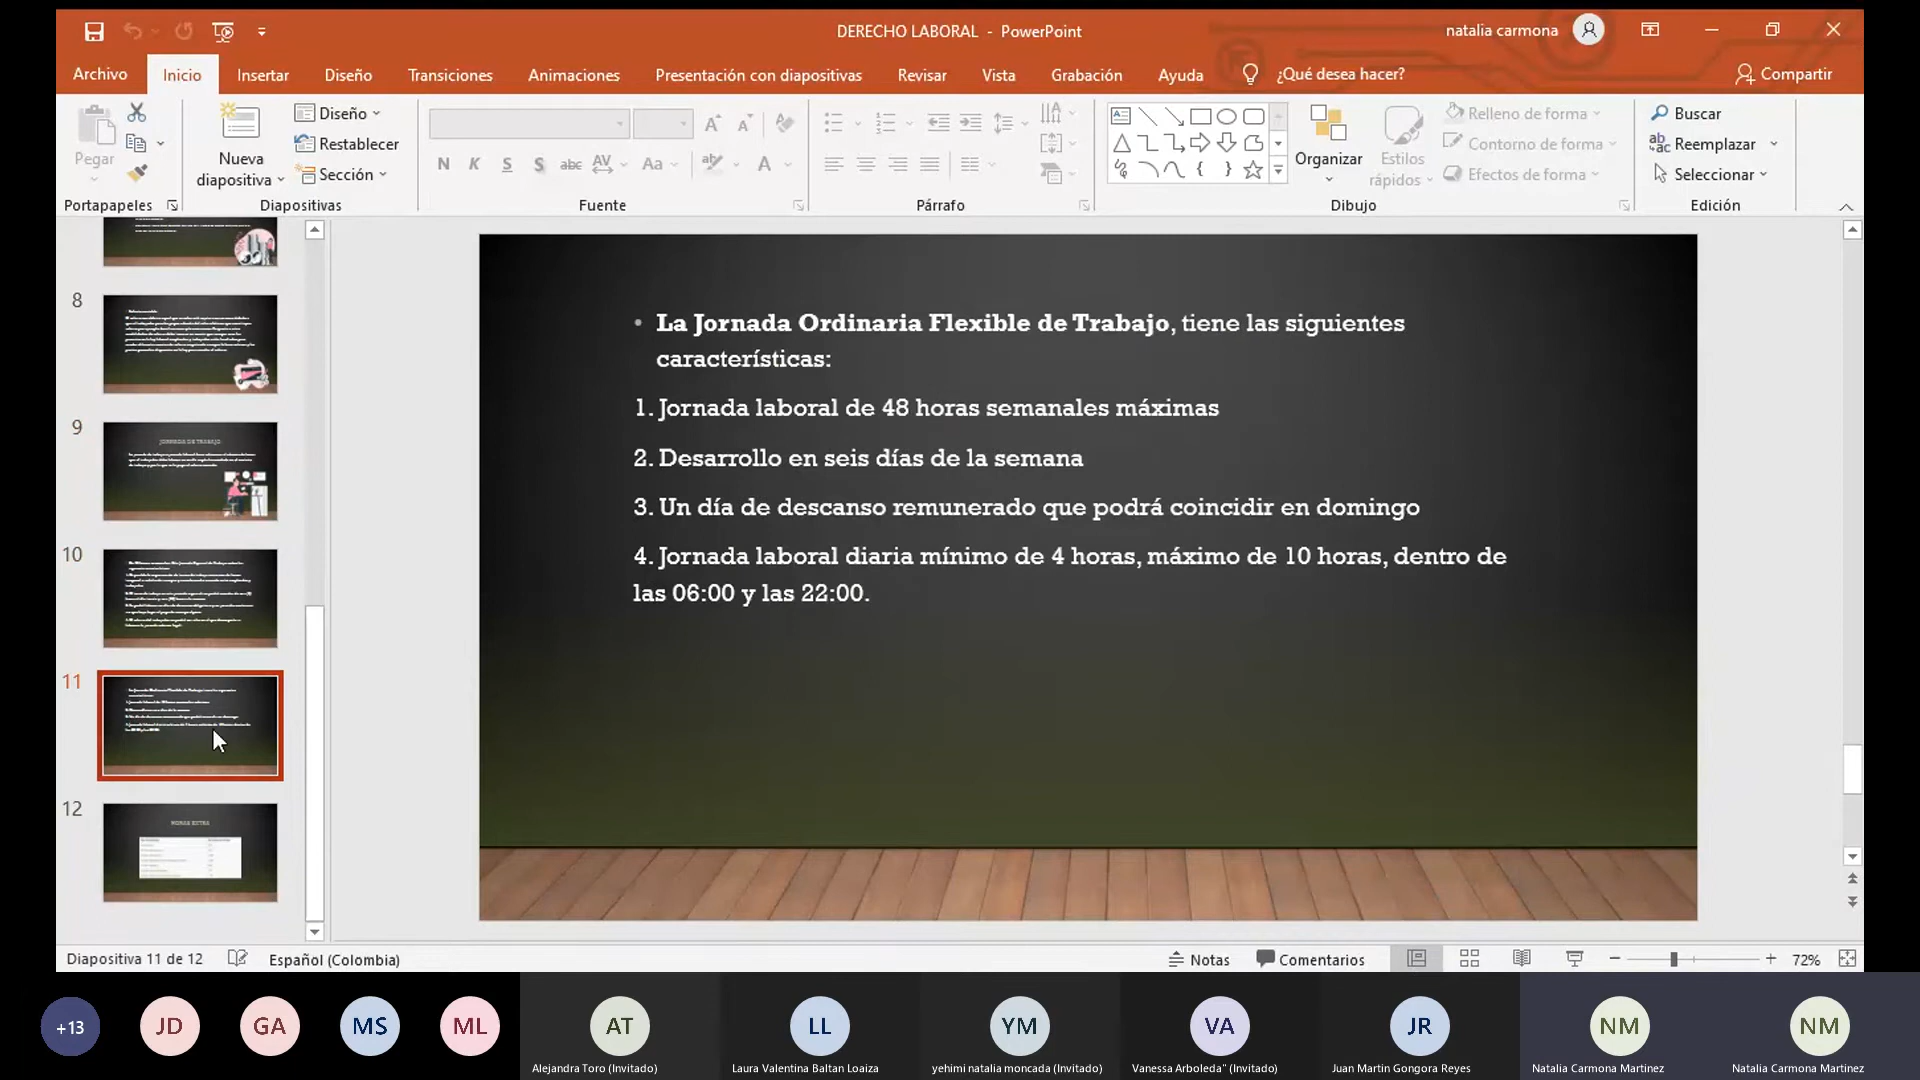 DERECHO LABORAL - PowerPoint
natalia carmona
Archivo
Inicio
Insertar
Diseño
Transiciones
Animaciones
Presentación con diapositivas
Revisar
Vista
Grabación
Ayuda
¿Qué desea hacer?
Compartir
Pegar
Nueva
diapositiva
Diseño
Restablecer
Sección
Organizar
Estilos
rápidos
Relleno de forma
Contorno de forma
Efectos de forma
Buscar
Reemplazar
Seleccionar
Portapapeles
Diapositivas
Fuente
Párrafo
Dibujo
Edición
8
9
JORNADA DE TRABAJO
10
11
12
HORAS EXTRA
• La Jornada Ordinaria Flexible de Trabajo, tiene las siguientes
características:
1. Jornada laboral de 48 horas semanales máximas
2. Desarrollo en seis días de la semana
3. Un día de descanso remunerado que podrá coincidir en domingo
4. Jornada laboral diaria mínimo de 4 horas, máximo de 10 horas, dentro de
las 06:00 y las 22:00.
Diapositiva 11 de 12
Español (Colombia)
Notas
Comentarios
72%
+13
JD
GA
MS
ML
AT
LL
YM
VA
JR
NM
NM
Alejandra Toro (Invitado)
Laura Valentina Baltan Loaiza
yehimi natalia moncada (Invitado)
Vanessa Arboleda" (Invitado)
Juan Martin Gongora Reyes
Natalia Carmona Martinez
Natalia Carmona Martinez